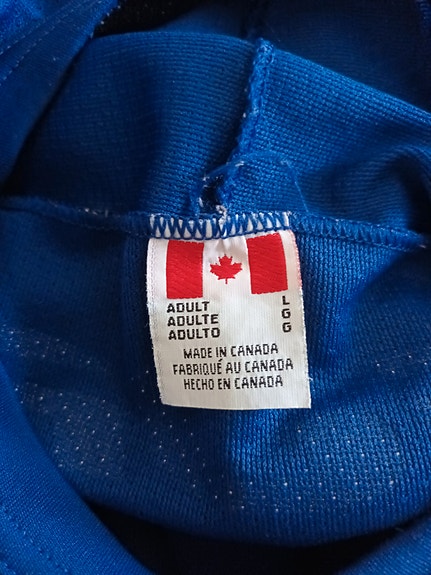 ADULT L
ADULTE G
ADULTO G
MADE IN CANADA
FABRIQUÉ AU CANADA
HECHO EN CANADA